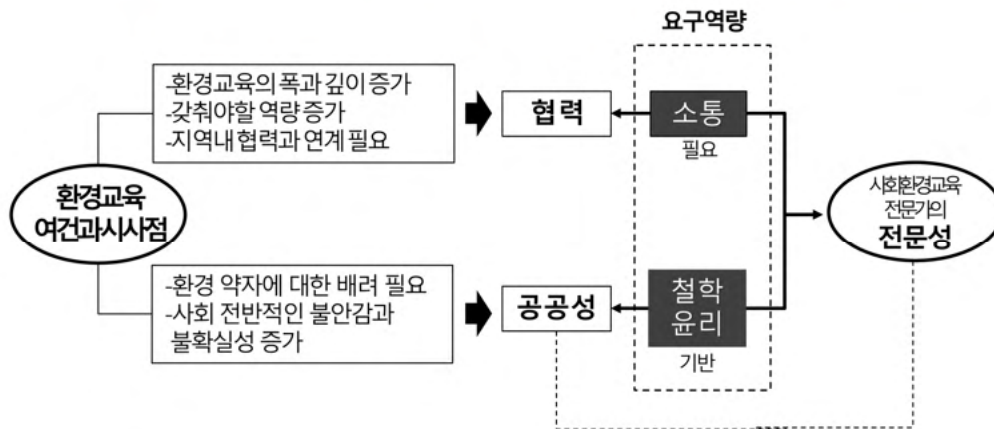 요구역량
-환경교육의 폭과 깊이 증가
-갖춰야할 역량 증가
-지역내 협력과 연계 필요
협력
소통
필요
환경교육
여건과시사점
사회환경교육
전문가의
전문성
-환경 약자에 대한 배려 필요
-사회 전반적인 불안감과
불확실성 증가
공공성
철학
윤리
기반